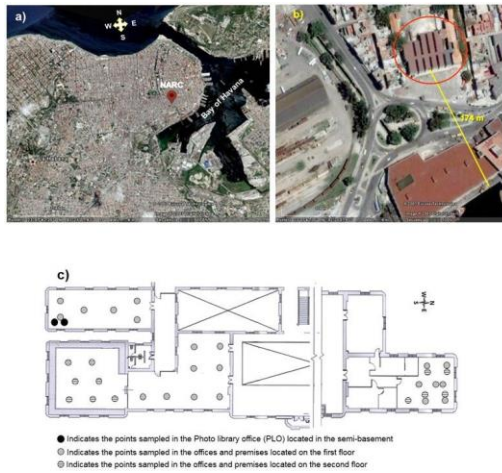 a)
N
W E
S
NARC
Bay of Havana
b)
174 m
c)
N
W E
S
Indicates the points sampled in the Photo library office (PLO) located in the semi-basement
Indicates the points sampled in the offices and premises located on the first floor
Indicates the points sampled in the offices and premises located on the second floor